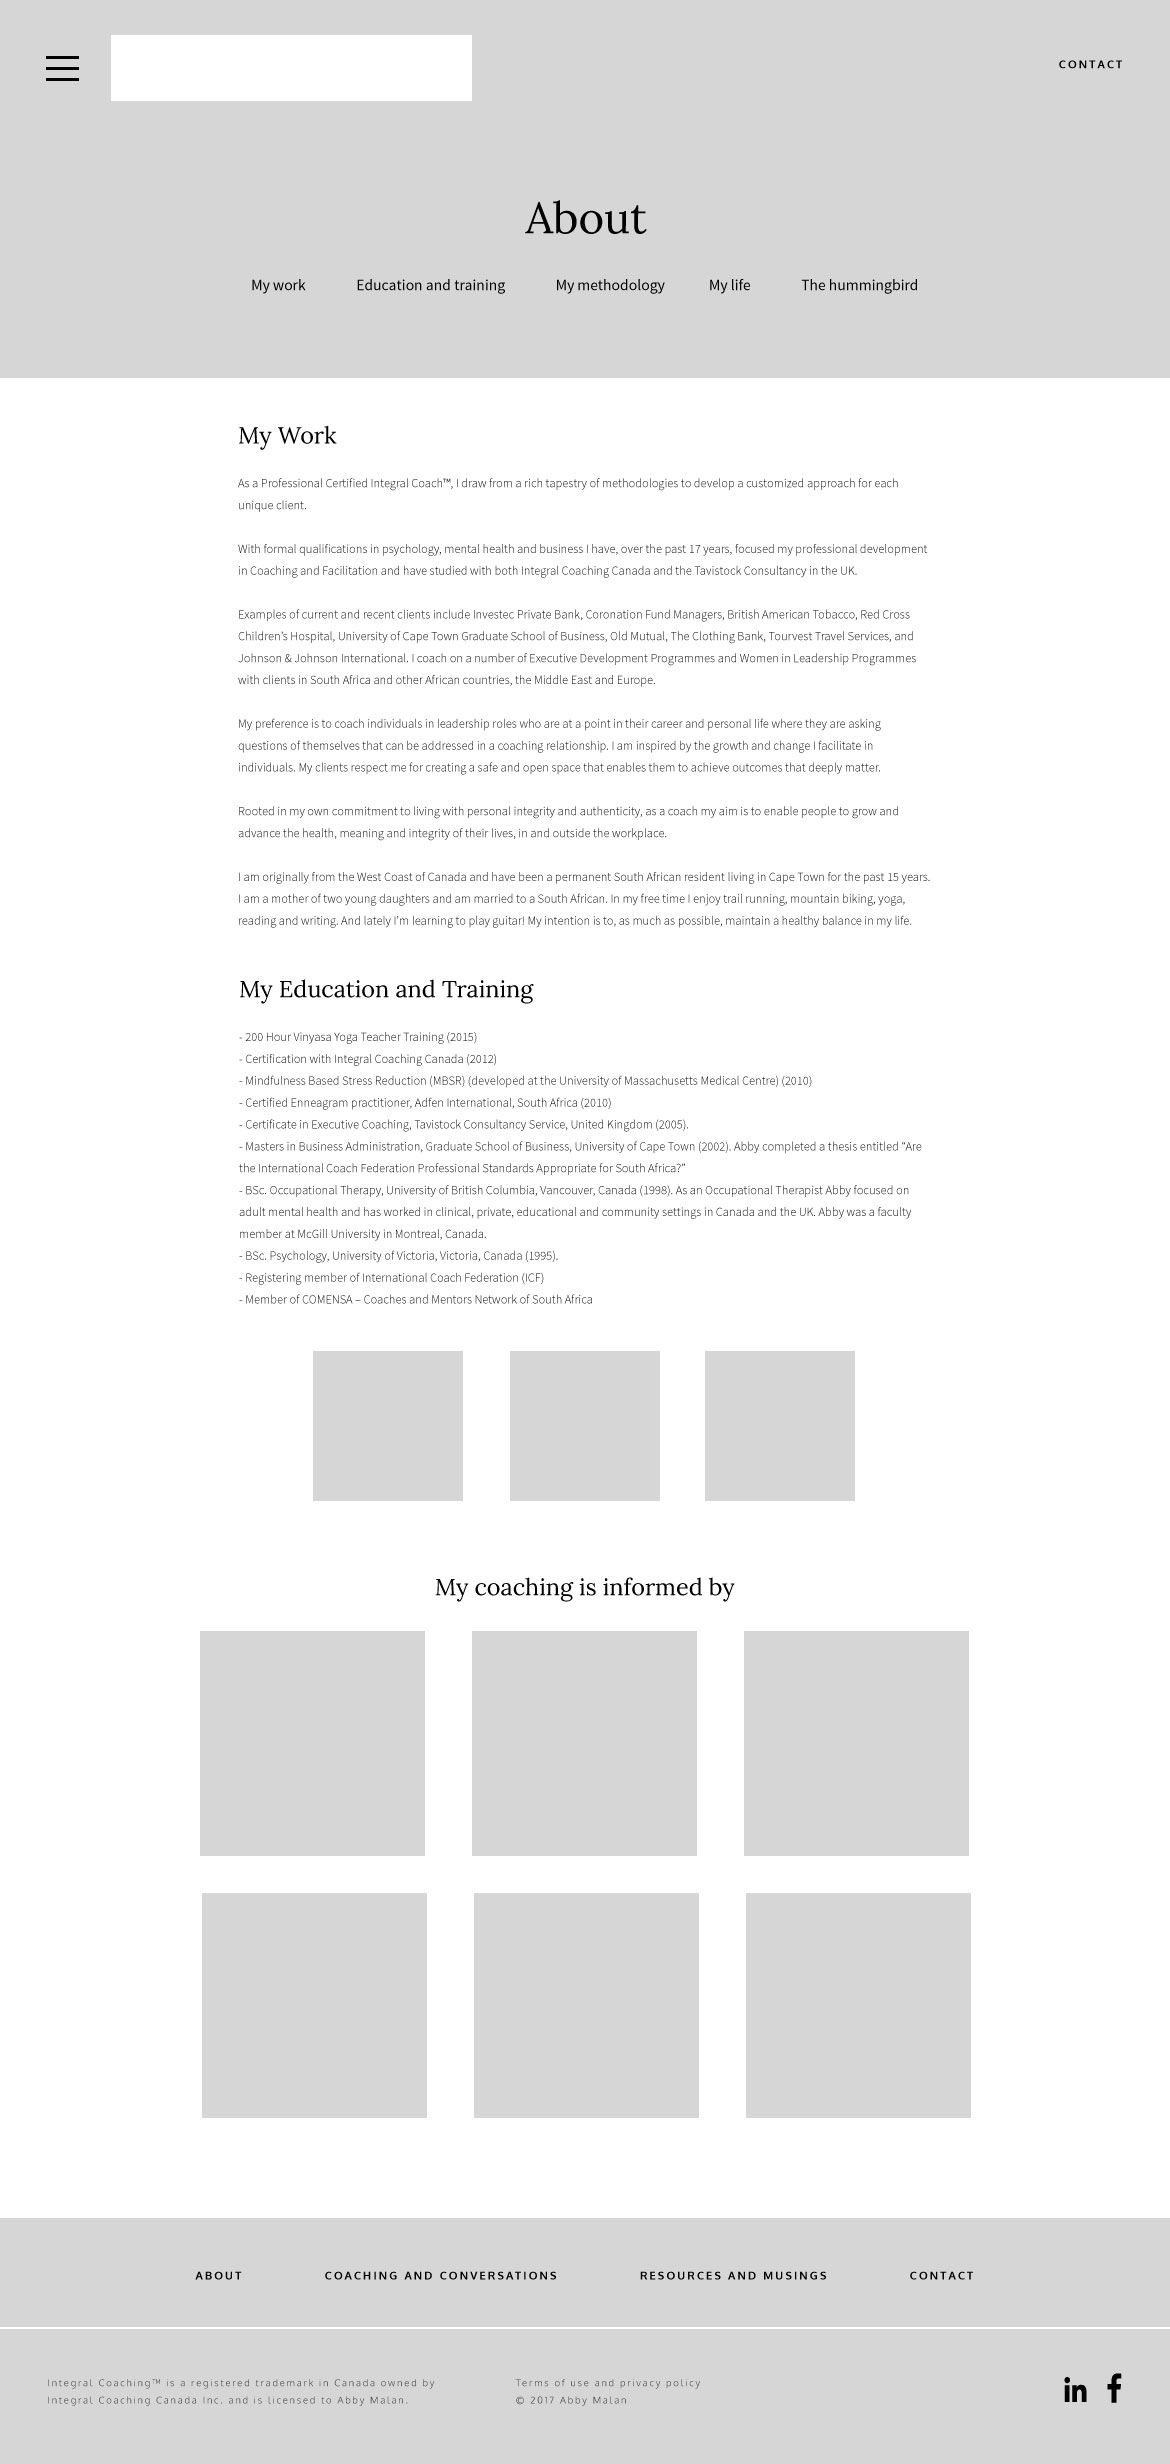 CONTACT
About
My work
Education and training
My methodology
My life
The hummingbird
My Work
As a Professional Certified Integral Coach™, I draw from a rich tapestry of methodologies to develop a customized approach for each
unique client.
With formal qualifications in psychology, mental health and business I have, over the past 17 years, focused my professional development
in Coaching and Facilitation and have studied with both Integral Coaching Canada and the Tavistock Consultancy in the UK.
Examples of current and recent clients include Investec Private Bank, Coronation Fund Managers, British American Tobacco, Red Cross
Children’s Hospital, University of Cape Town Graduate School of Business, Old Mutual, The Clothing Bank, Tourvest Travel Services, and
Johnson & Johnson International. I coach on a number of Executive Development Programmes and Women in Leadership Programmes
with clients in South Africa and other African countries, the Middle East and Europe.
My preference is to coach individuals in leadership roles who are at a point in their career and personal life where they are asking
questions of themselves that can be addressed in a coaching relationship. I am inspired by the growth and change I facilitate in
individuals. My clients respect me for creating a safe and open space that enables them to achieve outcomes that deeply matter.
Rooted in my own commitment to living with personal integrity and authenticity, as a coach my aim is to enable people to grow and
advance the health, meaning and integrity of their lives, in and outside the workplace.
I am originally from the West Coast of Canada and have been a permanent South African resident living in Cape Town for the past 15 years.
I am a mother of two young daughters and am married to a South African. In my free time I enjoy trail running, mountain biking, yoga,
reading and writing. And lately I’m learning to play guitar! My intention is to, as much as possible, maintain a healthy balance in my life.
My Education and Training
- 200 Hour Vinyasa Yoga Teacher Training (2015)
- Certification with Integral Coaching Canada (2012)
- Mindfulness Based Stress Reduction (MBSR) (developed at the University of Massachusetts Medical Centre) (2010)
- Certified Enneagram practitioner, Adfen International, South Africa (2010)
- Certificate in Executive Coaching, Tavistock Consultancy Service, United Kingdom (2005).
- Masters in Business Administration, Graduate School of Business, University of Cape Town (2002). Abby completed a thesis entitled “Are
the International Coach Federation Professional Standards Appropriate for South Africa?”
- BSc. Occupational Therapy, University of British Columbia, Vancouver, Canada (1998). As an Occupational Therapist Abby focused on
adult mental health and has worked in clinical, private, educational and community settings in Canada and the UK. Abby was a faculty
member at McGill University in Montreal, Canada.
- BSc. Psychology, University of Victoria, Victoria, Canada (1995).
- Registering member of International Coach Federation (ICF)
- Member of COMENSA – Coaches and Mentors Network of South Africa
My coaching is informed by
ABOUT
COACHING AND CONVERSATIONS
RESOURCES AND MUSINGS
CONTACT
Integral Coaching™ is a registered trademark in Canada owned by
Integral Coaching Canada Inc. and is licensed to Abby Malan.
Terms of use and privacy policy
© 2017 Abby Malan
in f